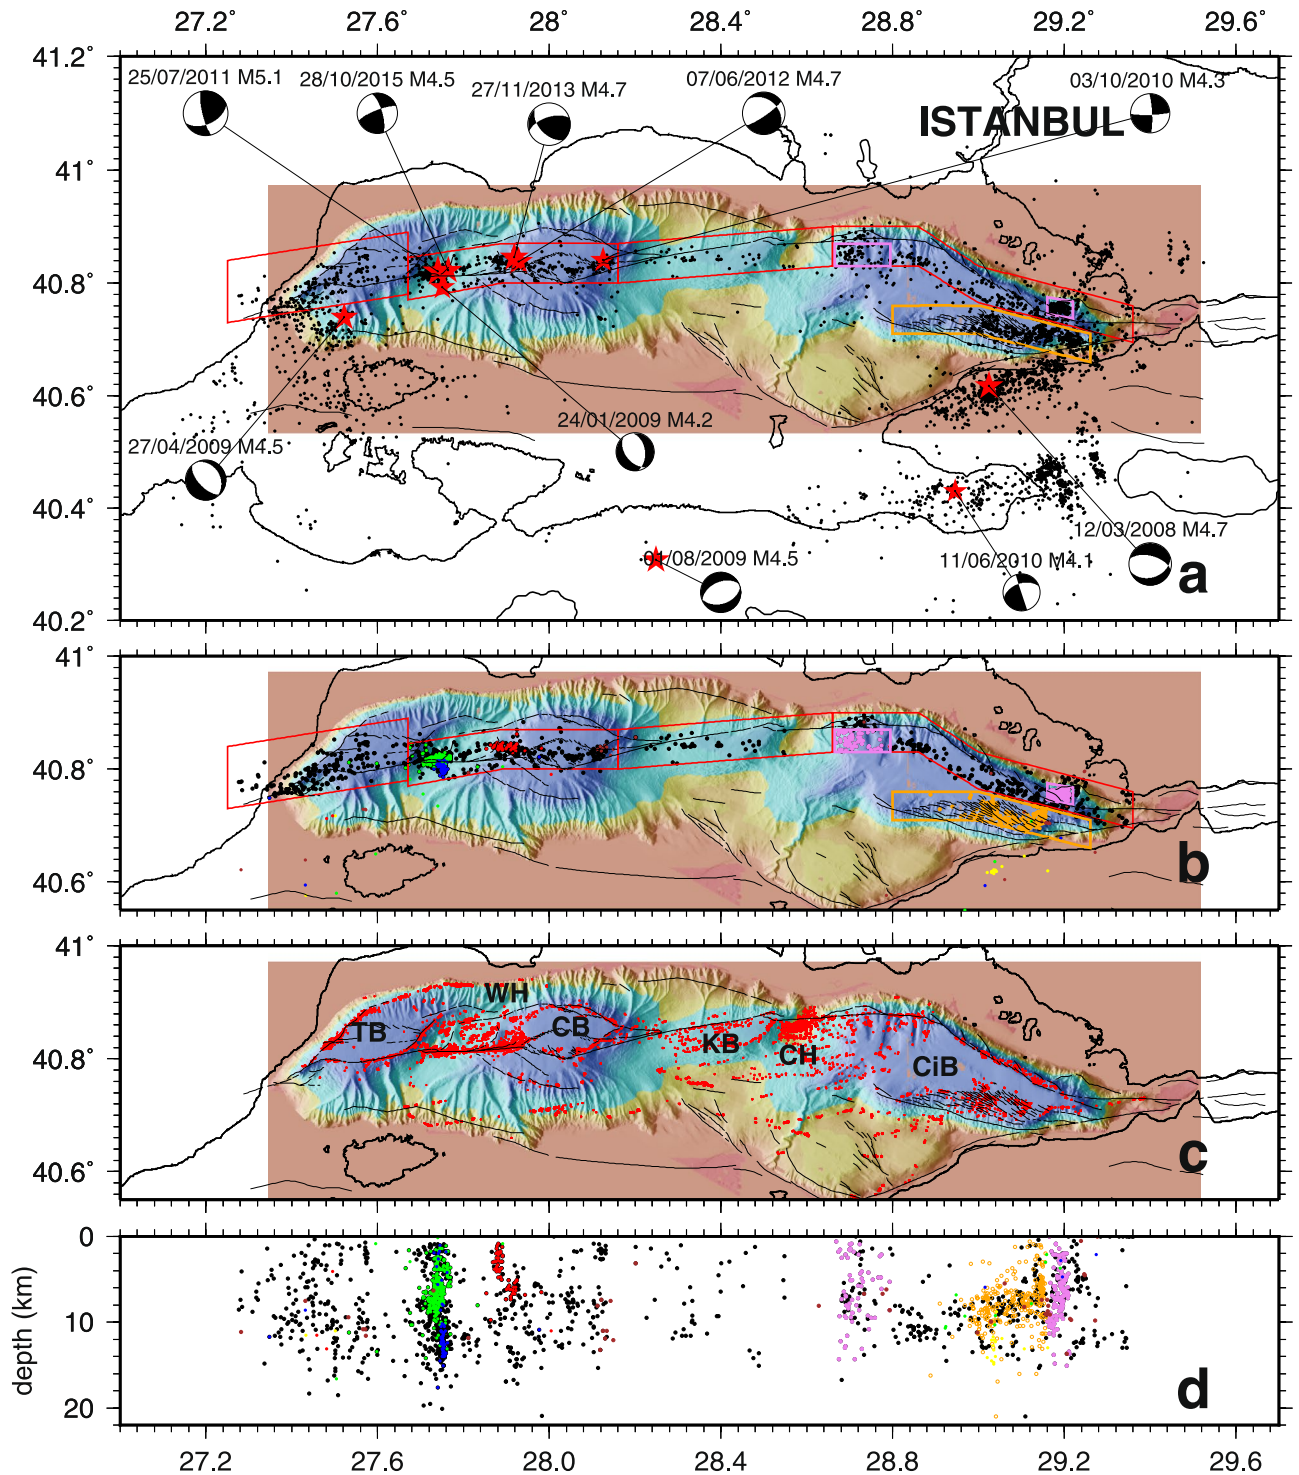 27.2° 27.6° 28° 28.4° 28.8° 29.2° 29.6°
41.2°
41°
40.8°
40.6°
40.4°
40.2°
25/07/2011 M5.1
28/10/2015 M4.5
27/11/2013 M4.7
07/06/2012 M4.7
03/10/2010 M4.3
ISTANBUL
27/04/2009 M4.5
24/01/2009 M4.2
01/08/2009 M4.5
11/06/2010 M4.1
12/03/2008 M4.7
a
41°
40.8°
40.6°
b
41°
40.8°
40.6°
WH
TB
CB
KB
CH
CiB
c
0
10
20
depth (km)
d
27.2 27.6 28.0 28.4 28.8 29.2 29.6